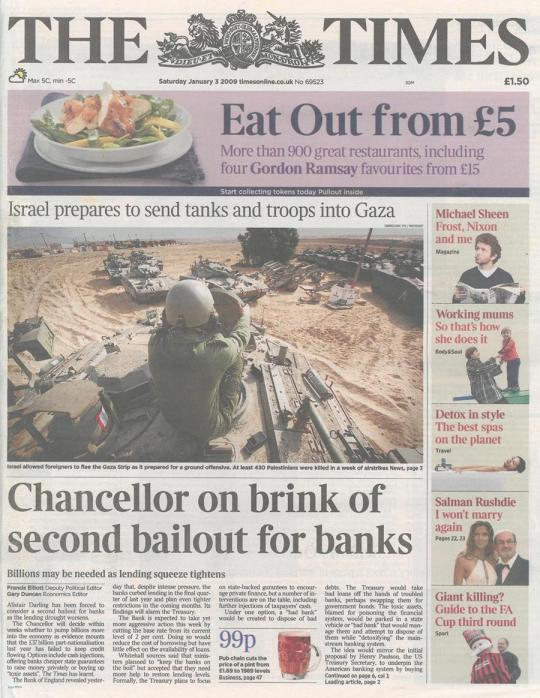 THE TIMES
DIEU ET MON DROIT
Max 5C, min -5C
Saturday January 3 2009 timesonline.co.uk No 69523
£1.50
Eat Out from £5
More than 900 great restaurants, including
four Gordon Ramsay favourites from £15
Start collecting tokens today Pullout inside
Israel prepares to send tanks and troops into Gaza
Israel allowed foreigners to flee the Gaza Strip as it prepared for a ground offensive. At least 430 Palestinians were killed in a week of airstrikes News, page 3
Michael Sheen
Frost, Nixon
and me
Magazine
Working mums
So that's how
she does it
Body&Soul
Detox in style
The best spas
on the planet
Travel
Salman Rushdie
I won't marry
again
Pages 22, 23
Giant killing?
Guide to the FA
Cup third round
Sport
Chancellor on brink of
second bailout for banks
Billions may be needed as lending squeeze tightens
Francis Elliott Deputy Political Editor
Gary Duncan Economics Editor
Alistair Darling has been forced to
consider a second bailout for banks
as the lending drought worsens.
The Chancellor will decide within
weeks whether to pump billions more
into the economy as evidence mounts
that the £37 billion part-nationalisation
last year has failed to keep credit
flowing. Options include cash injections,
offering banks cheaper state guarantees
to raise money privately or buying up
"toxic assets", The Times has learnt.
The Bank of England revealed yester-
day that, despite intense pressure, the
banks curbed lending in the final quar-
ter of last year and plan even tighter
restrictions in the coming months. Its
findings will alarm the Treasury.
The Bank is expected to take yet
more aggressive action this week by
cutting the base rate from its current
level of 2 per cent. Doing so would
reduce the cost of borrowing but have
little effect on the availability of loans.
Whitehall sources said that minis-
ters planned to "keep the banks on
the boil" but accepted that they need
more help to restore lending levels.
Formally, the Treasury plans to focus
on state-backed gurantees to encour-
age private finance, but a number of in-
terventions are on the table, including
further injections of taxpayers' cash.
Under one option, a "bad bank"
would be created to dispose of bad
99p
Pub chain cuts the
price of a pint from
£1.69 to 1989 levels
Business, page 47
debts. The Treasury would take
bad loans off the hands of troubled
banks, perhaps swapping them for
government bonds. The toxic assets,
blamed for poisoning the financial
system, would be parked in a state
vehicle or "bad bank" that would man-
age them and attempt to dispose of
them while "detoxifying" the main-
stream banking system.
The idea would mirror the initial
proposal by Henry Paulson, the US
Treasury Secretary, to underpin the
American banking system by buying
Continued on page 6, col 1
Leading article, page 2